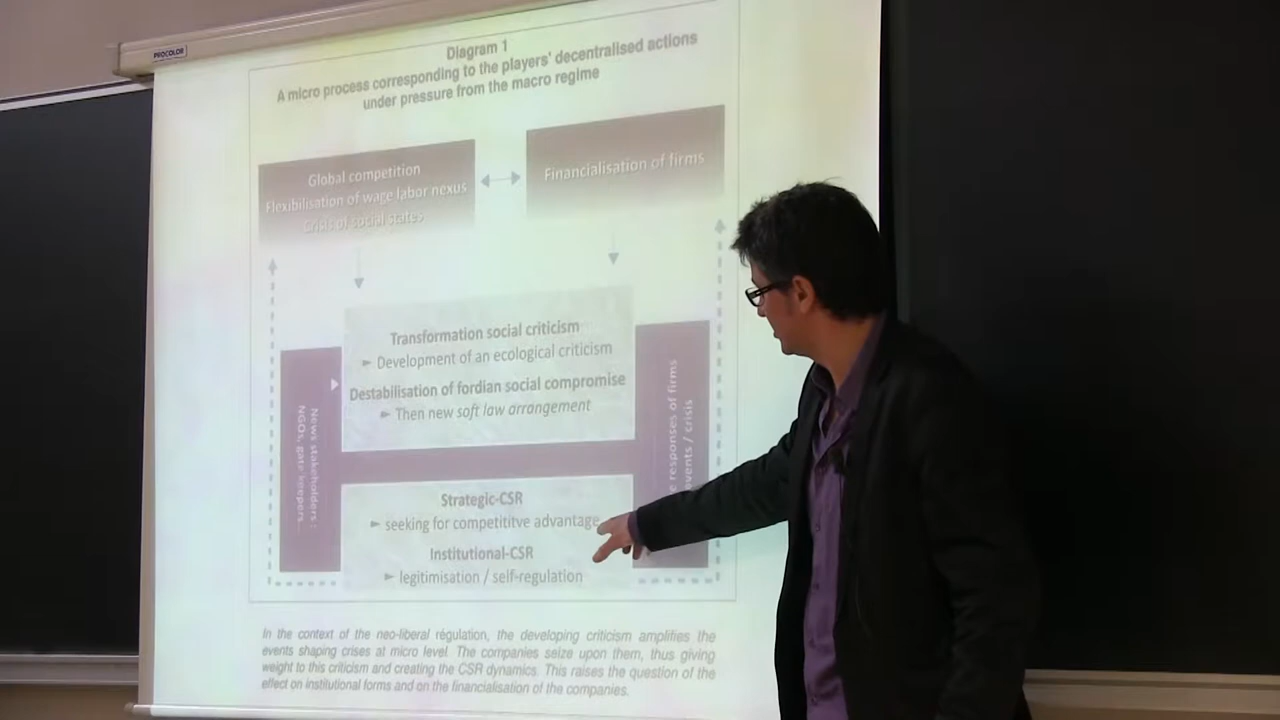 PROCOLOR
Diagram 1
A micro process corresponding to the players' decentralised actions
under pressure from the macro regime
Global competition
Flexibilisation of wage labor nexus
Crisis of social states
Financialisation of firms
Transformation social criticism
➢ Development of an ecological criticism
Destabilisation of fordian social compromise
➢ Then new soft law arrangement
News stakeholders :
NGOs, gate keepers...
responses of firms
events / crisis
Strategic-CSR
➢ seeking for competititve advantage
Institutional-CSR
➢ legitimisation / self-regulation
In the context of the neo-liberal régulation, the developing criticism amplifies the
events shaping crises at micro level. The companies seize upon them, thus giving
weight to this criticism and creating the CSR dynamics. This raises the question of the
effect on institutional forms and on the financialisation of the companies.